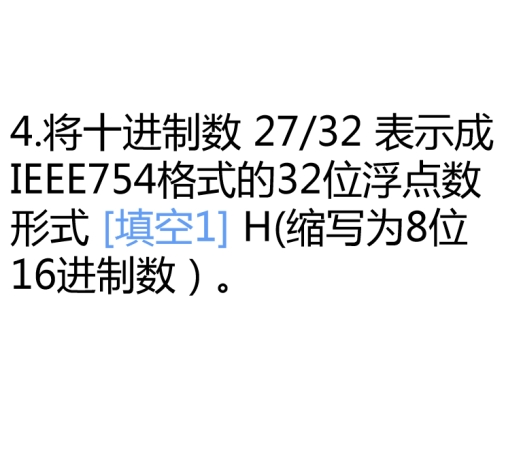 4.将十进制数 27/32 表示成
IEEE754格式的32位浮点数
形式 [填空1] H(缩写为8位
16进制数）。